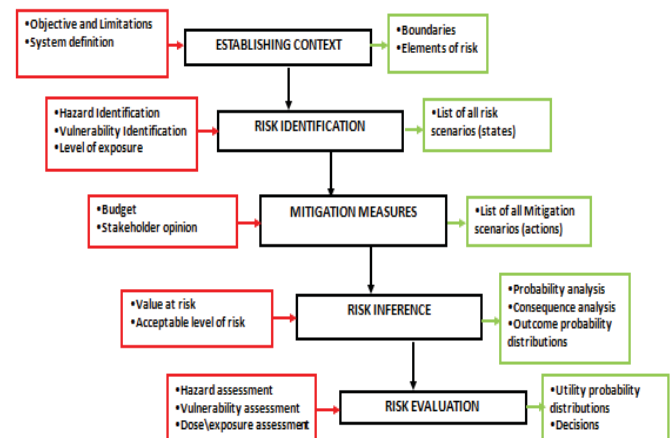 •Objective and Limitations
•System definition
ESTABLISHING CONTEXT
•Boundaries
•Elements of risk
•Hazard Identification
•Vulnerability Identification
•Level of exposure
RISK IDENTIFICATION
•List of all risk
scenarios (states)
•Budget
•Stakeholder opinion
MITIGATION MEASURES
•List of all Mitigation
scenarios (actions)
•Value at risk
•Acceptable level of risk
RISK INFERENCE
•Probability analysis
•Consequence analysis
•Outcome probability
distributions
•Hazard assessment
•Vulnerability assessment
•Dose\exposure assessment
RISK EVALUATION
•Utility probability
distributions
•Decisions